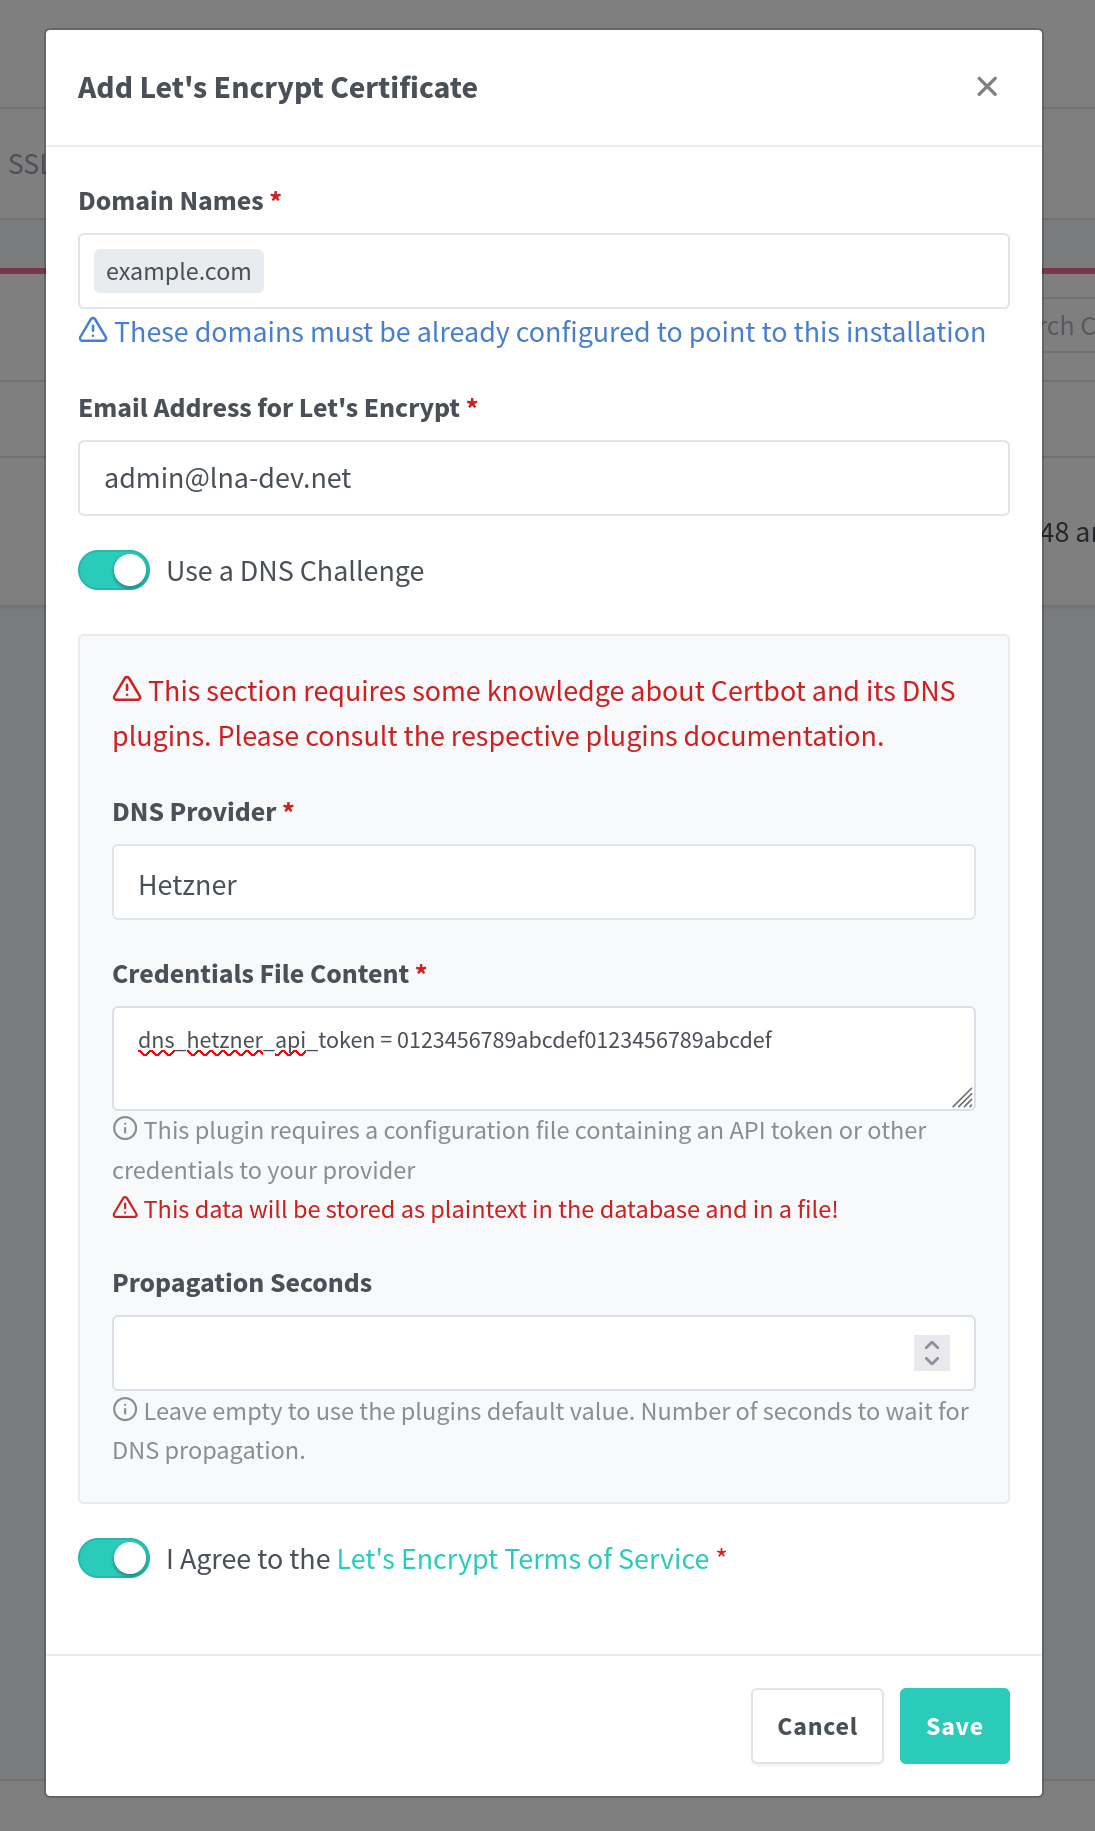 Add Let's Encrypt Certificate
SSL
Domain Names *
example.com
These domains must be already configured to point to this installation
rch C
Email Address for Let's Encrypt *
admin@lna-dev.net
48 a
Use a DNS Challenge
This section requires some knowledge about Certbot and its DNS
plugins. Please consult the respective plugins documentation.
DNS Provider *
Hetzner
Credentials File Content *
dns_hetzner_api_token = 0123456789abcdef0123456789abcdef
This plugin requires a configuration file containing an API token or other
credentials to your provider
This data will be stored as plaintext in the database and in a file!
Propagation Seconds
Leave empty to use the plugins default value. Number of seconds to wait for
DNS propagation.
I Agree to the Let's Encrypt Terms of Service *
Cancel
Save